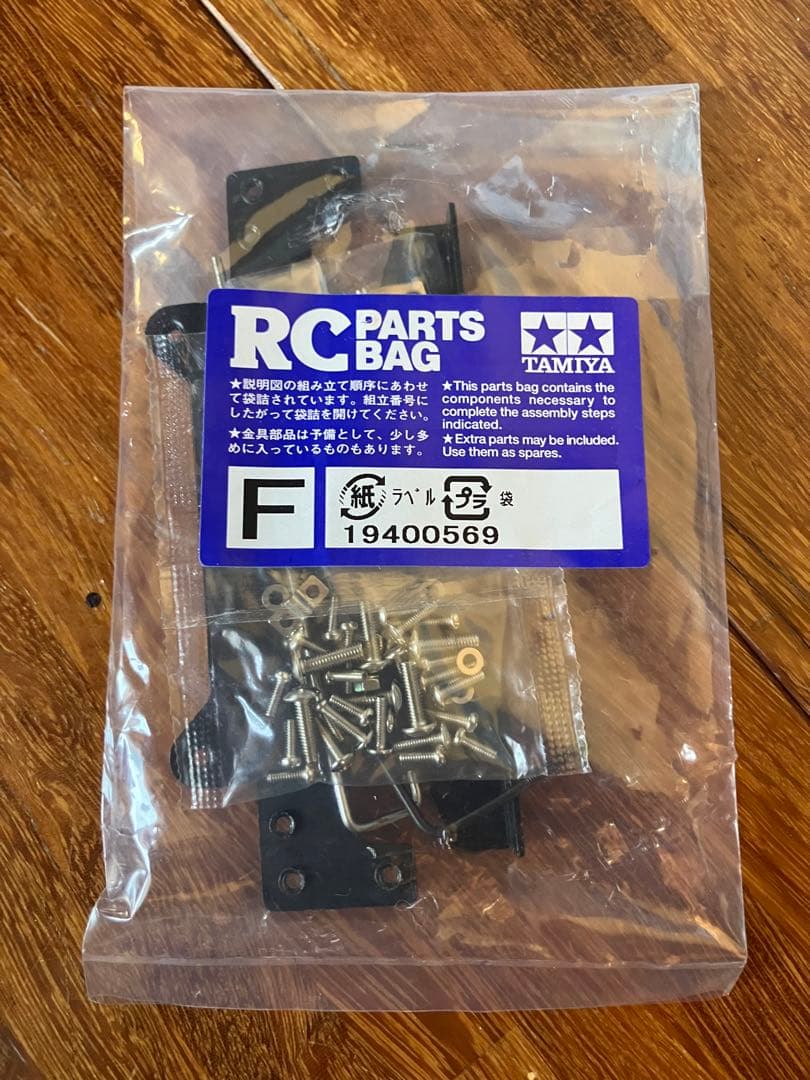 RC PARTS BAG
TAMIYA
★説明図の組み立て順序にあわせ
て袋詰されています。組立番号に
したがって袋詰を開けてください。
★金具部品は予備として、少し多
めに入っているものもあります。
★This parts bag contains the
components necessary to
complete the assembly steps
indicated.
★Extra parts may be included.
Use them as spares.
F
紙 ラベル プラ 袋
19400569